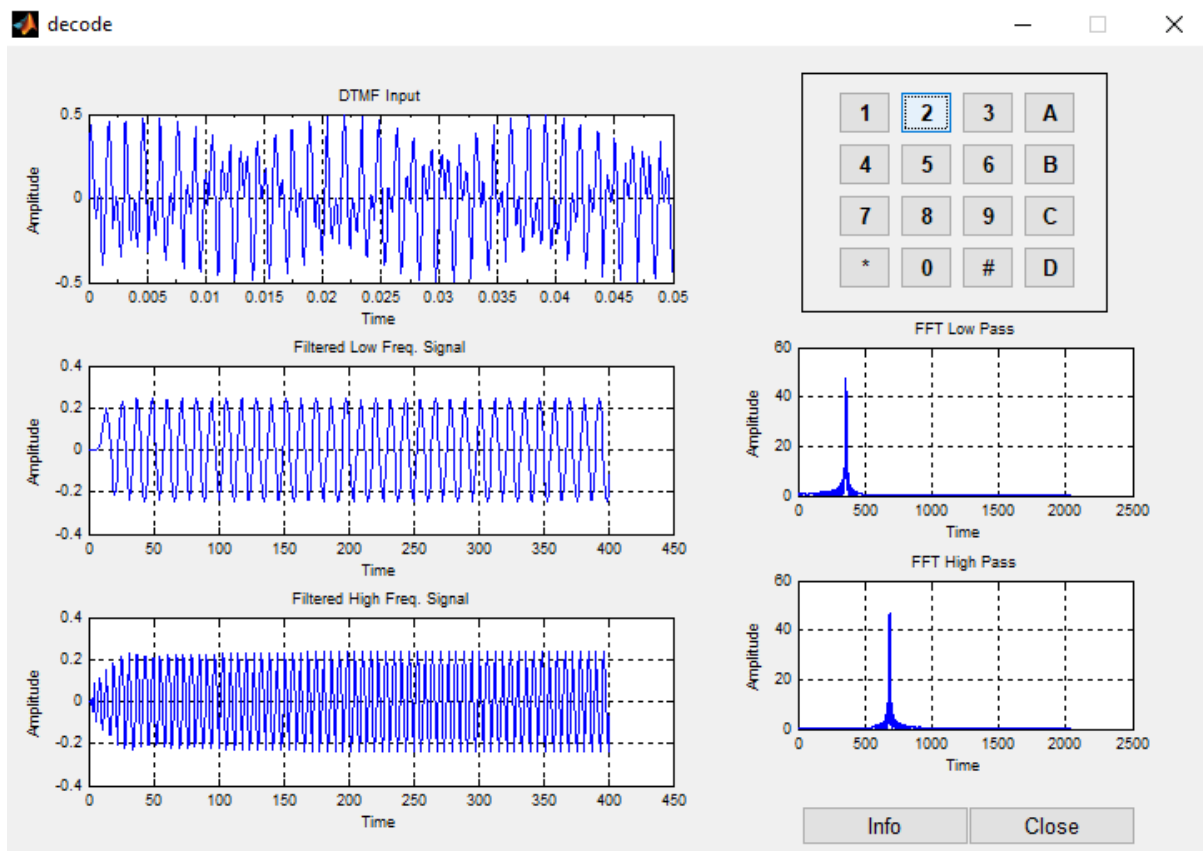 decode
DTMF Input
0.5
0
-0.5
Amplitude
0 0.005 0.01 0.015 0.02 0.025 0.03 0.035 0.04 0.045 0.05
Time
Filtered Low Freq. Signal
0.4
0.2
0
-0.2
-0.4
Amplitude
0 50 100 150 200 250 300 350 400 450
Time
Filtered High Freq. Signal
0.4
0.2
0
-0.2
-0.4
Amplitude
0 50 100 150 200 250 300 350 400 450
Time
1 2 3 A
4 5 6 B
7 8 9 C
* 0 # D
FFT Low Pass
60
40
20
0
Amplitude
0 500 1000 1500 2000 2500
Time
FFT High Pass
60
40
20
0
Amplitude
0 500 1000 1500 2000 2500
Time
Info Close